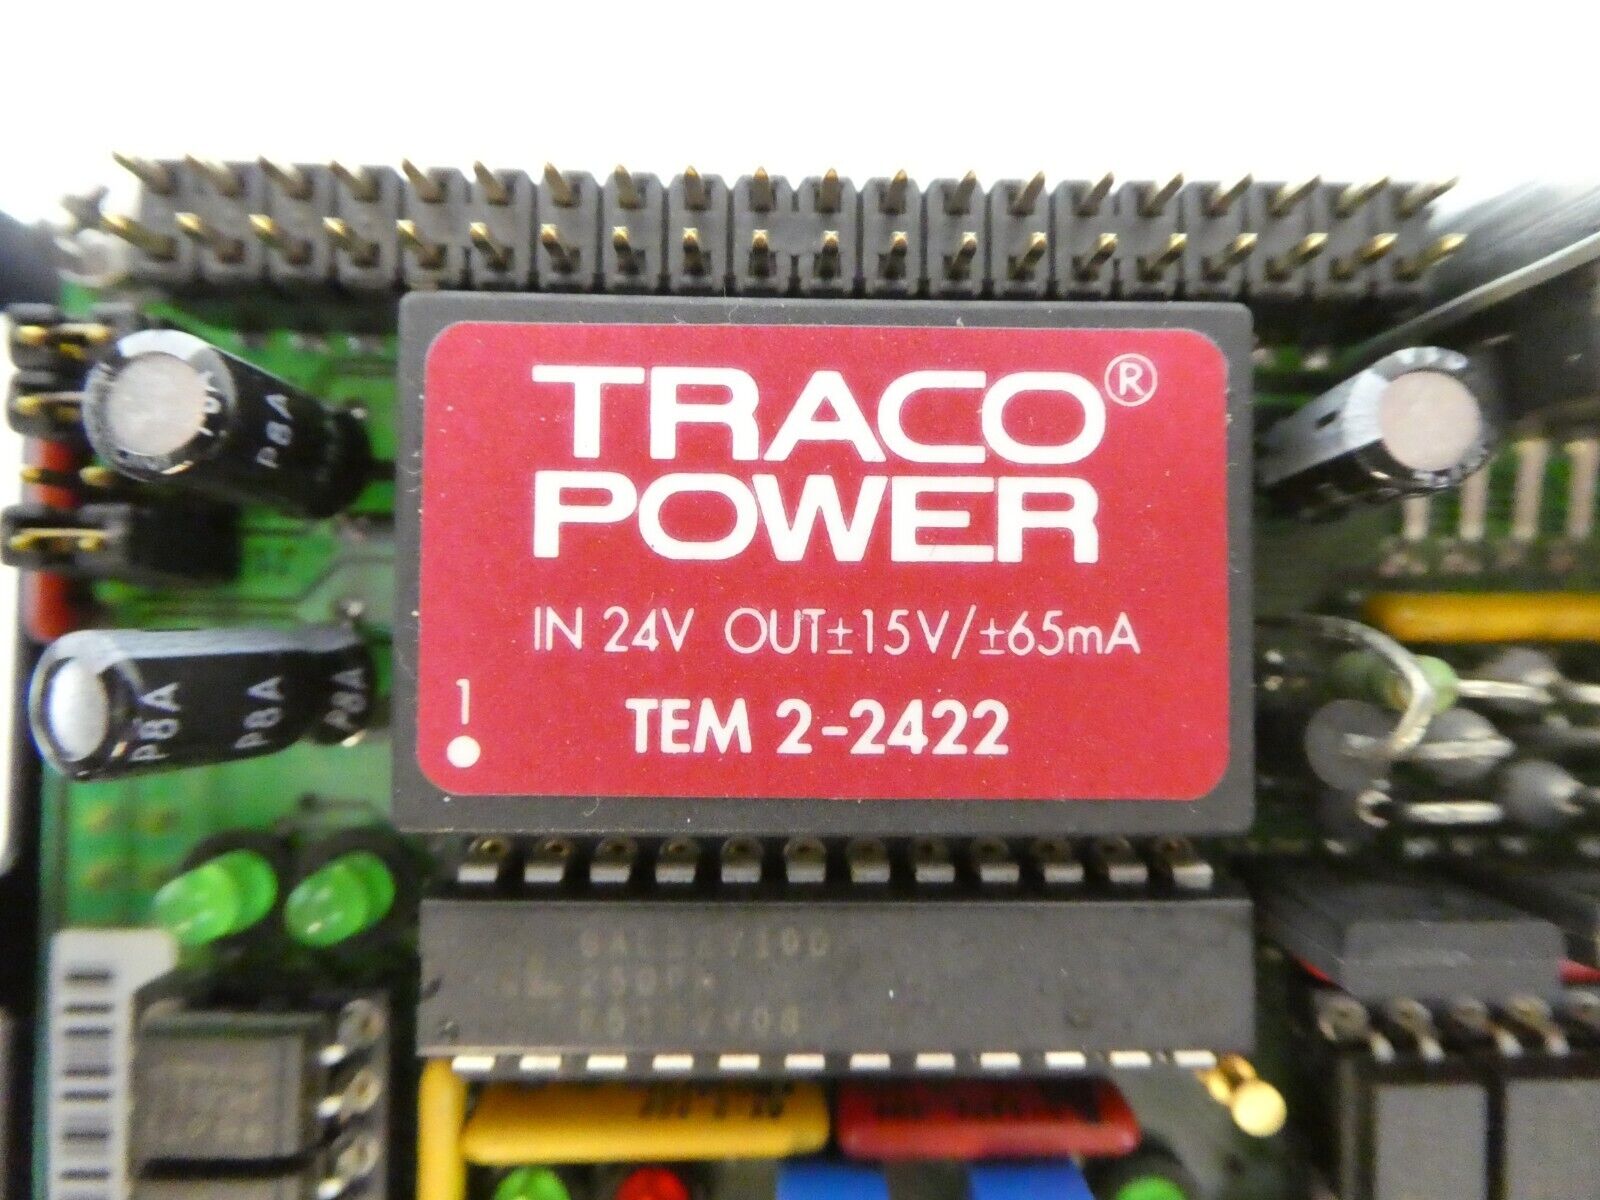 TRACO®
POWER
IN 24V OUT±15V/±65mA
1
TEM 2-2422
P8A
P8A
P8A
P8A